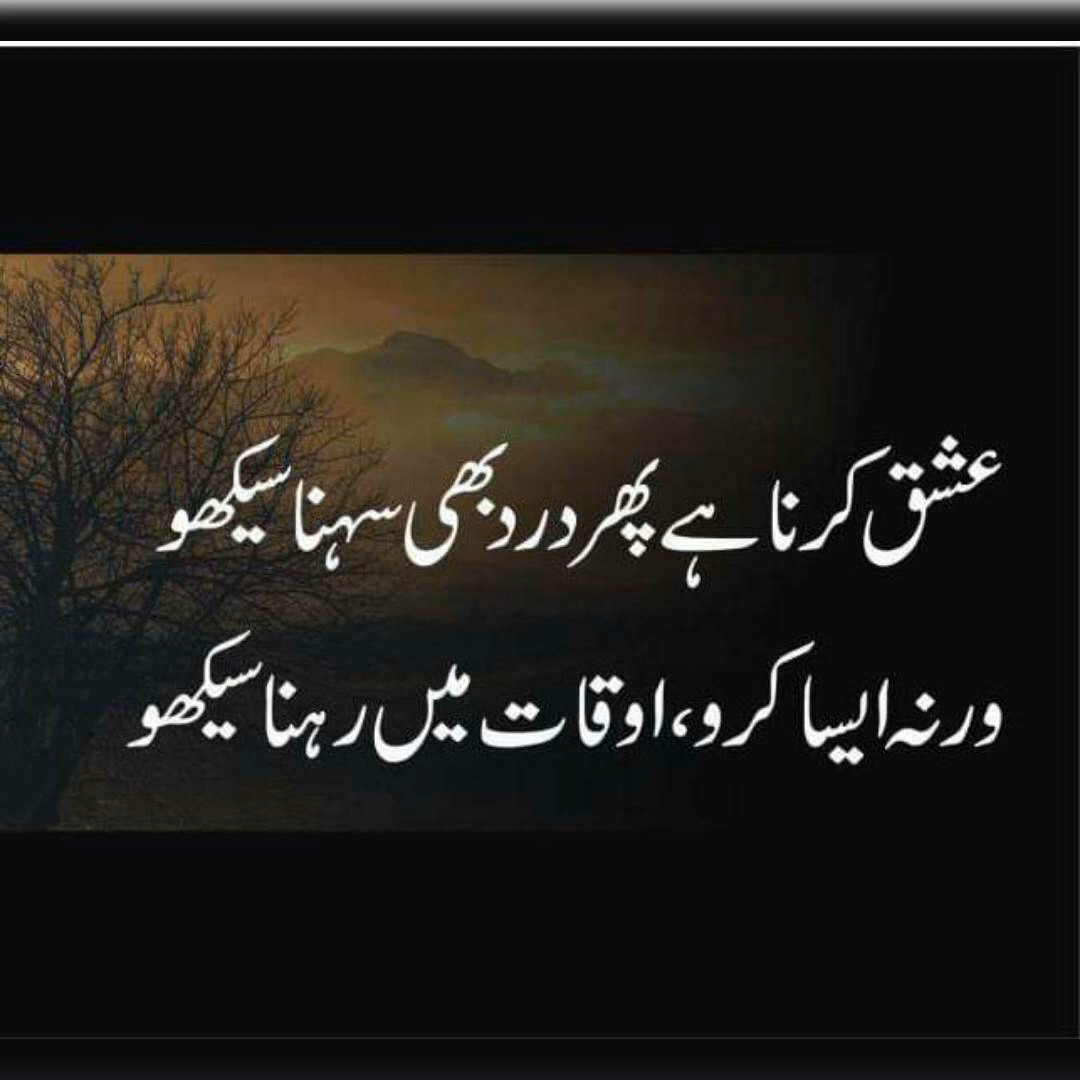 عشق کرنا ہے پھر درد بھی سہنا سیکھو
ورنہ ایسا کرو، اوقات میں رہنا سیکھو